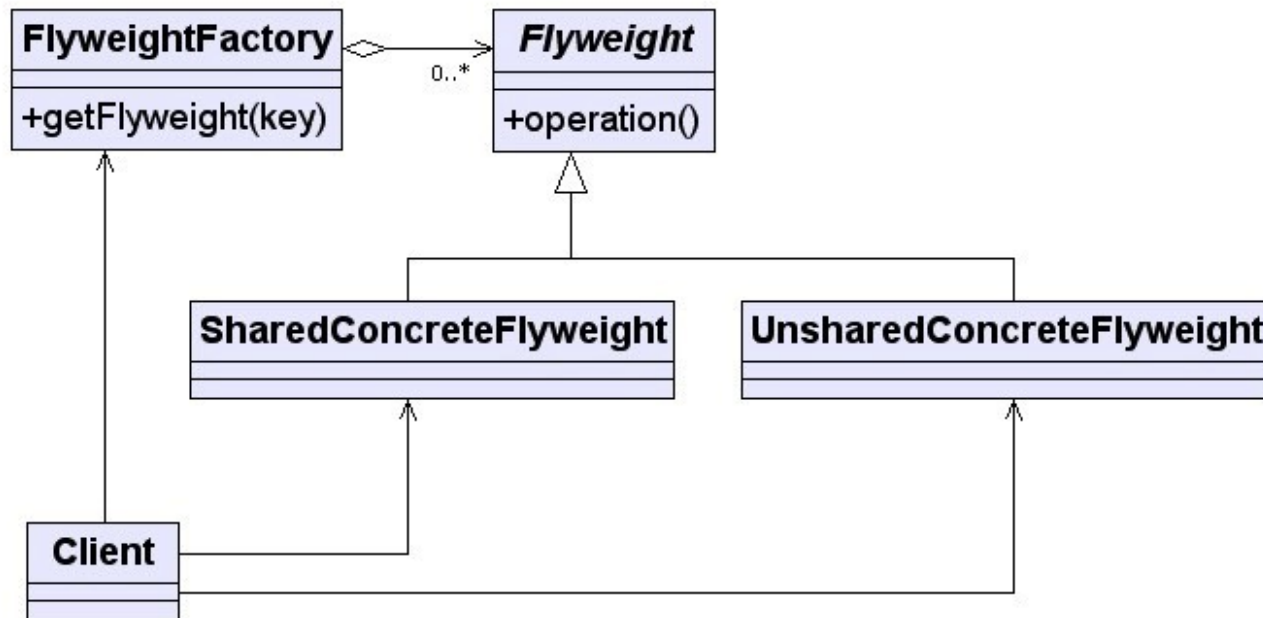 FlyweightFactory
+getFlyweight(key)
0..*
Flyweight
+operation()
SharedConcreteFlyweight
UnsharedConcreteFlyweight
Client